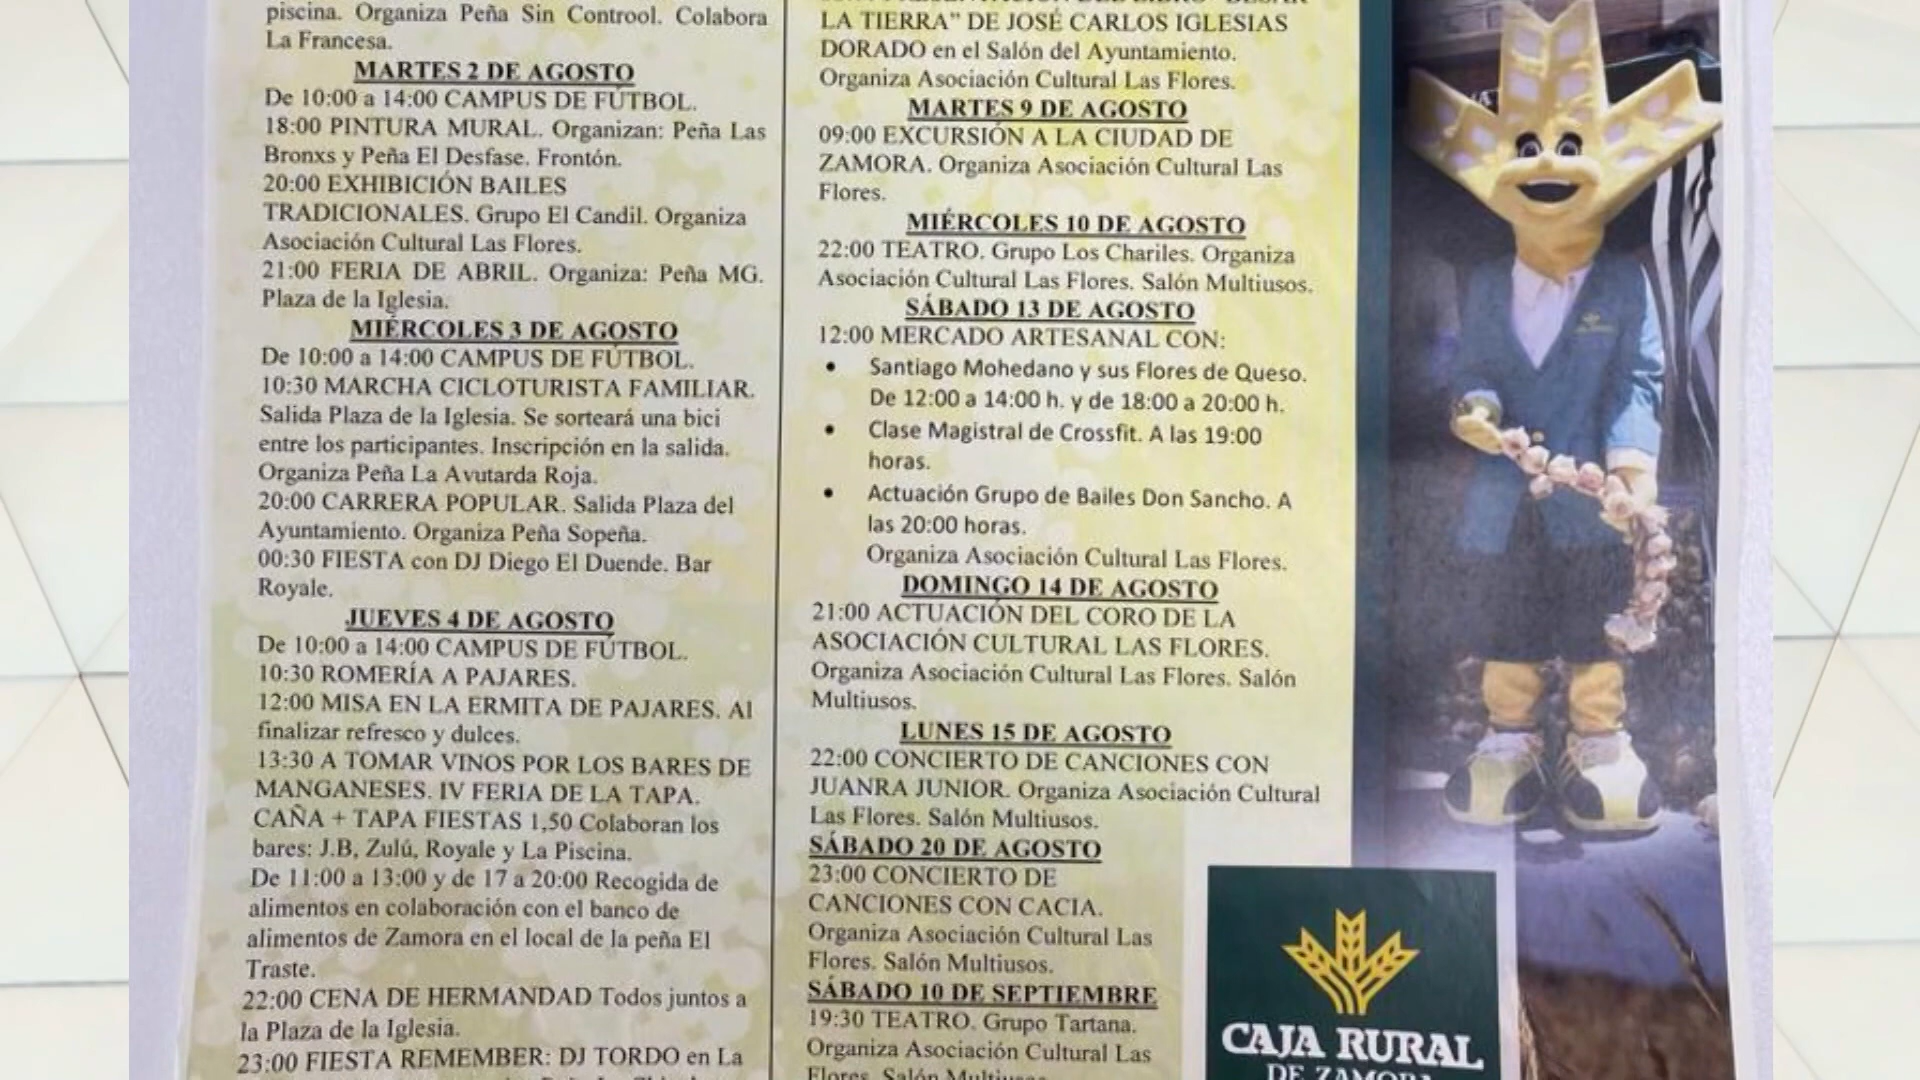 piscina. Organiza Peña Sin Controol. Colabora
La Francesa.
MARTES 2 DE AGOSTO
De 10:00 a 14:00 CAMPUS DE FÚTBOL.
18:00 PINTURA MURAL. Organizan: Peña Las
Bronxs y Peña El Desfase. Frontón.
20:00 EXHIBICIÓN BAILES
TRADICIONALES. Grupo El Candil. Organiza
Asociación Cultural Las Flores.
21:00 FERIA DE ABRIL. Organiza: Peña MG.
Plaza de la Iglesia.
MIÉRCOLES 3 DE AGOSTO
De 10:00 a 14:00 CAMPUS DE FÚTBOL.
10:30 MARCHA CICLOTURISTA FAMILIAR.
Salida Plaza de la Iglesia. Se sorteará una bici
entre los participantes. Inscripción en la salida.
Organiza Peña La Avutarda Roja.
20:00 CARRERA POPULAR. Salida Plaza del
Ayuntamiento. Organiza Peña Sopeña.
00:30 FIESTA con DJ Diego El Duende. Bar
Royale.
JUEVES 4 DE AGOSTO
De 10:00 a 14:00 CAMPUS DE FÚTBOL.
10:30 ROMERÍA A PAJARES.
12:00 MISA EN LA ERMITA DE PAJARES. Al
finalizar refresco y dulces.
13:30 A TOMAR VINOS POR LOS BARES DE
MANGANESES. IV FERIA DE LA TAPA.
CAÑA + TAPA FIESTAS 1,50 Colaboran los
bares: J.B, Zulú, Royale y La Piscina.
De 11:00 a 13:00 y de 17 a 20:00 Recogida de
alimentos en colaboración con el banco de
alimentos de Zamora en el local de la peña El
Traste.
22:00 CENA DE HERMANDAD Todos juntos a
la Plaza de la Iglesia.
23:00 FIESTA REMEMBER: DJ TORDO en La
LA TIERRA" DE JOSÉ CARLOS IGLESIAS
DORADO en el Salón del Ayuntamiento.
Organiza Asociación Cultural Las Flores.
MARTES 9 DE AGOSTO
09:00 EXCURSIÓN A LA CIUDAD DE
ZAMORA. Organiza Asociación Cultural Las
Flores.
MIÉRCOLES 10 DE AGOSTO
22:00 TEATRO. Grupo Los Chariles. Organiza
Asociación Cultural Las Flores. Salón Multiusos.
SÁBADO 13 DE AGOSTO
12:00 MERCADO ARTESANAL CON:
• Santiago Mohedano y sus Flores de Queso.
De 12:00 a 14:00 h. y de 18:00 a 20:00 h.
• Clase Magistral de Crossfit. A las 19:00
horas.
• Actuación Grupo de Bailes Don Sancho. A
las 20:00 horas.
Organiza Asociación Cultural Las Flores.
DOMINGO 14 DE AGOSTO
21:00 ACTUACIÓN DEL CORO DE LA
ASOCIACIÓN CULTURAL LAS FLORES.
Organiza Asociación Cultural Las Flores. Salón
Multiusos.
LUNES 15 DE AGOSTO
22:00 CONCIERTO DE CANCIONES CON
JUANRA JUNIOR. Organiza Asociación Cultural
Las Flores. Salón Multiusos.
SÁBADO 20 DE AGOSTO
23:00 CONCIERTO DE
CANCIONES CON CACIA.
Organiza Asociación Cultural Las
Flores. Salón Multiusos.
SÁBADO 10 DE SEPTIEMBRE
19:30 TEATRO. Grupo Tartana.
Organiza Asociación Cultural Las
Flores. Salón Multiusos.
CAJA RURAL
DE ZAMORA